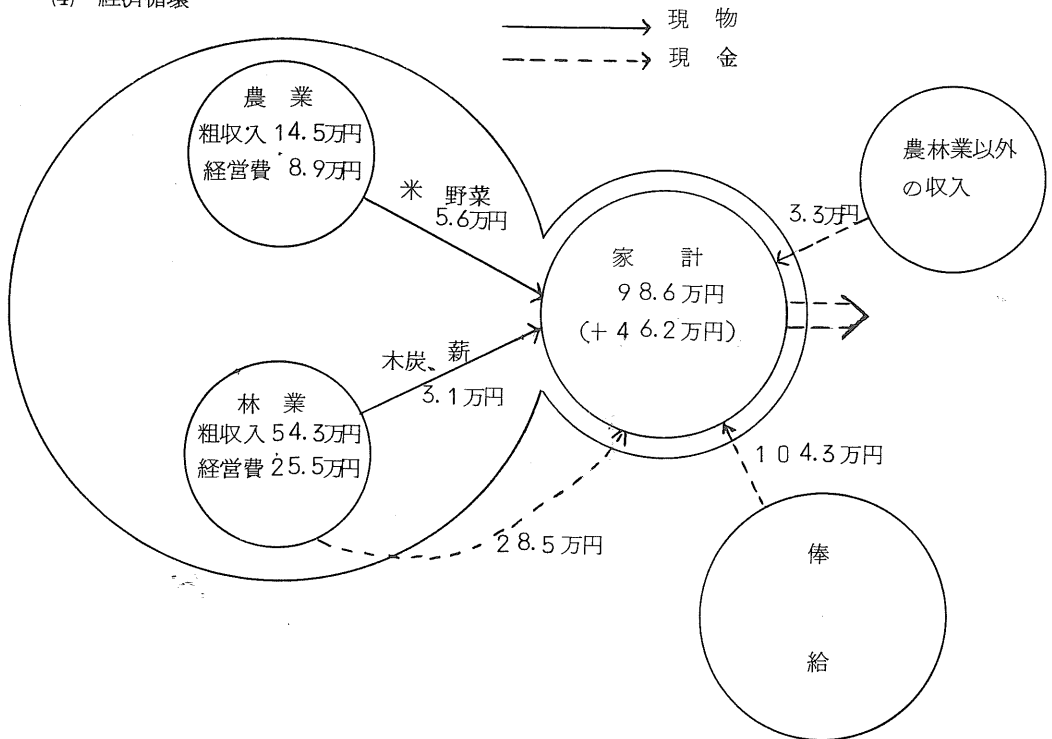 (4) 経済循環
現 物
現 金
農 業
粗収入 14.5万円
経営費 8.9万円
米 野菜
5.6万円
農林業以外
の収入
3.3万円
家 計
98.6万円
(+46.2万円)
木炭、薪
3.1万円
林 業
粗収入 54.3万円
経営費 25.5万円
28.5万円
104.3万円
俸
給